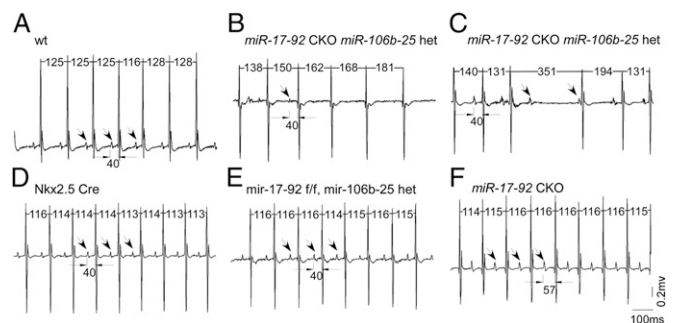 A
wt
125 125 125 116 128 128
40
B
miR-17-92 CKO miR-106b-25 het
138 150 162 168 181
40
C
miR-17-92 CKO miR-106b-25 het
140 131 351 194 131
40
D
Nkx2.5 Cre
116 114 114 114 113 114 113
40
E
mir-17-92 f/f, mir-106b-25 het
116 116 114 115 116 115
40
F
miR-17-92 CKO
114 115 116 116 116 116 115
57
0.2mv
100ms